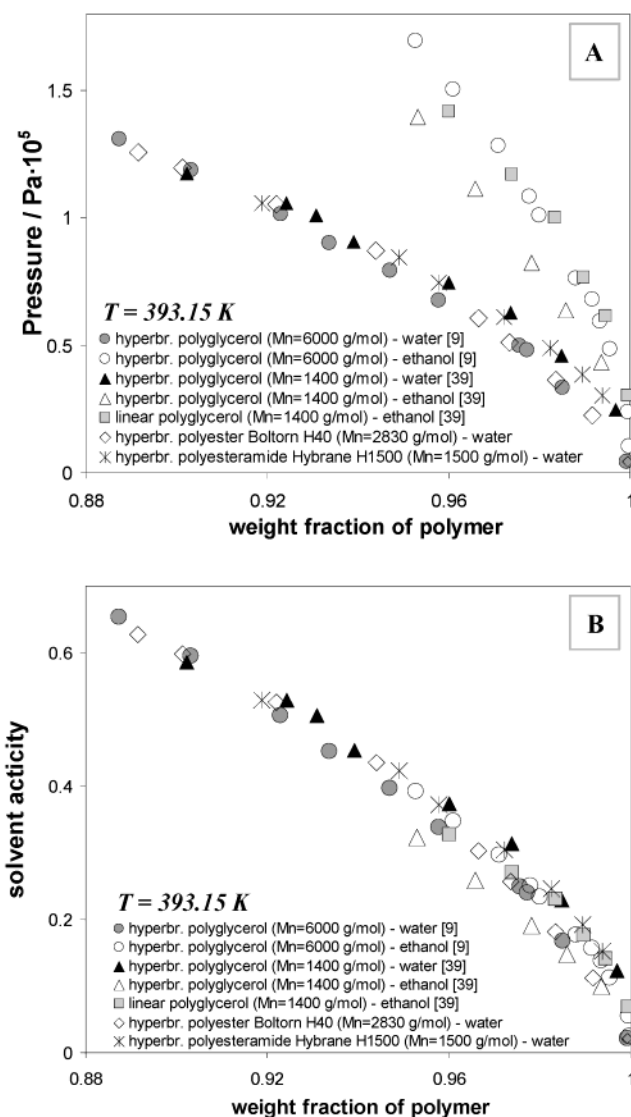 A
Pressure / Pa·10⁵
1.5
1
0.5
0
T = 393.15 K
hyperbr. polyglycerol (Mn=6000 g/mol) - water [9]
hyperbr. polyglycerol (Mn=6000 g/mol) - ethanol [9]
hyperbr. polyglycerol (Mn=1400 g/mol) - water [39]
hyperbr. polyglycerol (Mn=1400 g/mol) - ethanol [39]
linear polyglycerol (Mn=1400 g/mol) - ethanol [39]
hyperbr. polyester Boltorn H40 (Mn=2830 g/mol) - water
hyperbr. polyesteramide Hybrane H1500 (Mn=1500 g/mol) - water
0.88 0.92 0.96 1
weight fraction of polymer
B
solvent acticity
0.6
0.4
0.2
0
T = 393.15 K
hyperbr. polyglycerol (Mn=6000 g/mol) - water [9]
hyperbr. polyglycerol (Mn=6000 g/mol) - ethanol [9]
hyperbr. polyglycerol (Mn=1400 g/mol) - water [39]
hyperbr. polyglycerol (Mn=1400 g/mol) - ethanol [39]
linear polyglycerol (Mn=1400 g/mol) - ethanol [39]
hyperbr. polyester Boltorn H40 (Mn=2830 g/mol) - water
hyperbr. polyesteramide Hybrane H1500 (Mn=1500 g/mol) - water
0.88 0.92 0.96 1
weight fraction of polymer